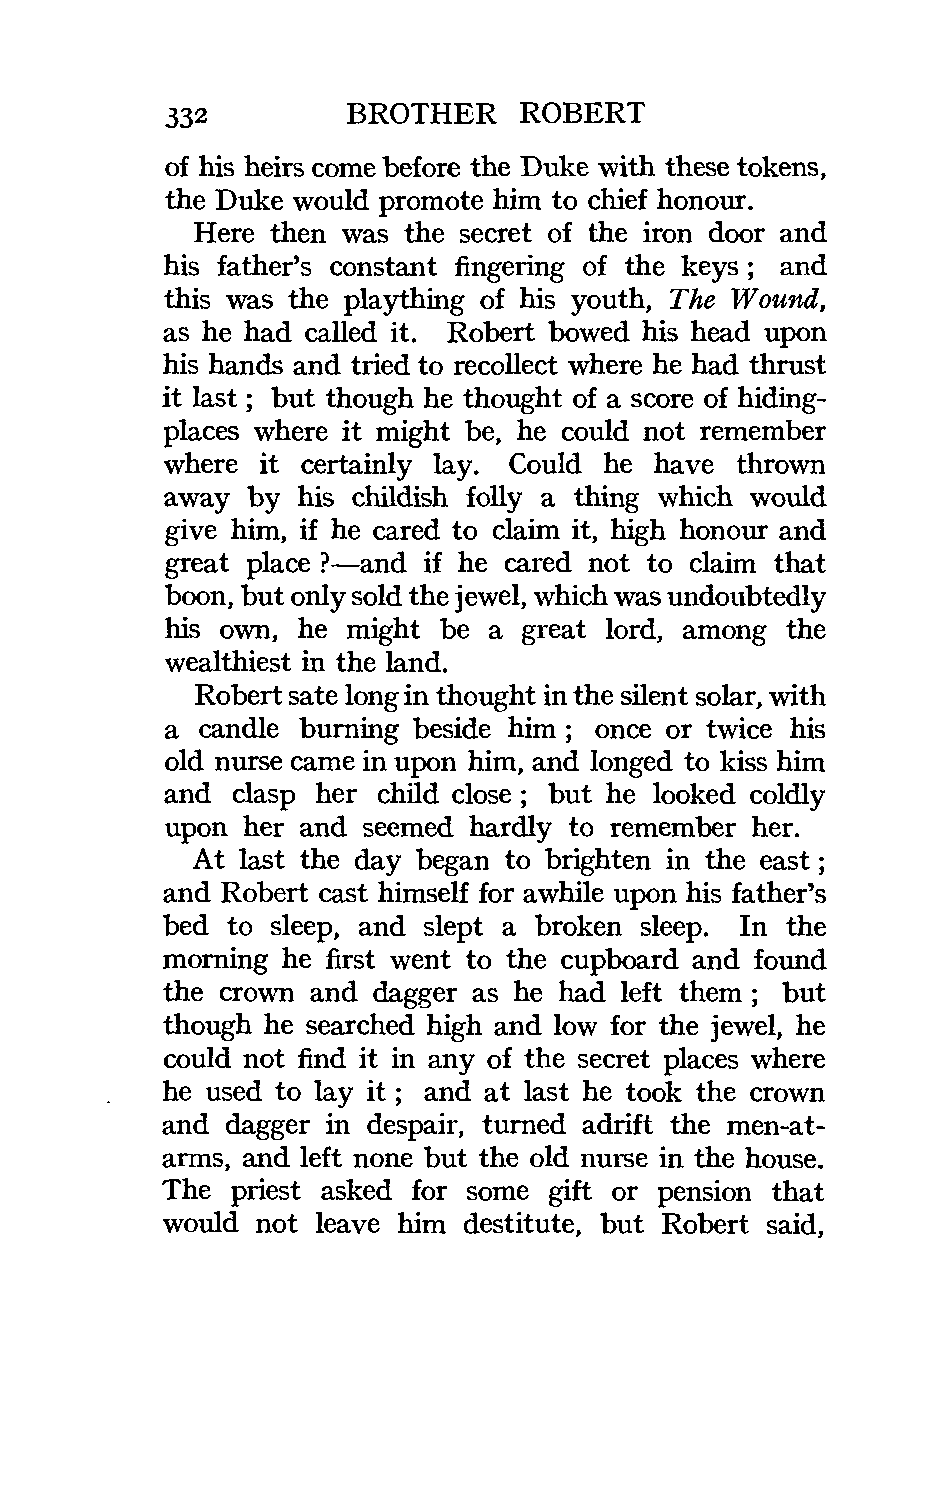 332 BROTHER ROBERT
of his heirs come before the Duke with these tokens,
the Duke would promote him to chief honour.
Here then was the secret of the iron door and
his father's constant fingering of the keys ; and
this was the plaything of his youth, The Wound,
as he had called it. Robert bowed his head upon
his hands and tried to recollect where he had thrust
it last ; but though he thought of a score of hiding-
places where it might be, he could not remember
where it certainly lay. Could he have thrown
away by his childish folly a thing which would
give him, if he cared to claim it, high honour and
great place ?—and if he cared not to claim that
boon, but only sold the jewel, which was undoubtedly
his own, he might be a great lord, among the
wealthiest in the land.
Robert sate long in thought in the silent solar, with
a candle burning beside him ; once or twice his
old nurse came in upon him, and longed to kiss him
and clasp her child close ; but he looked coldly
upon her and seemed hardly to remember her.
At last the day began to brighten in the east ;
and Robert cast himself for awhile upon his father's
bed to sleep, and slept a broken sleep. In the
morning he first went to the cupboard and found
the crown and dagger as he had left them ; but
though he searched high and low for the jewel, he
could not find it in any of the secret places where
he used to lay it ; and at last he took the crown
and dagger in despair, turned adrift the men-at-
arms, and left none but the old nurse in the house.
The priest asked for some gift or pension that
would not leave him destitute, but Robert said,